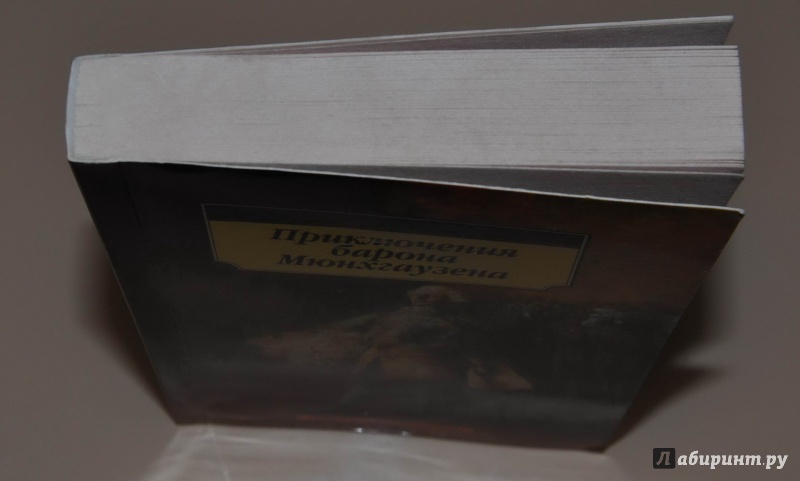 Приключения
барона
Мюнхгаузена
Лабиринт.ру